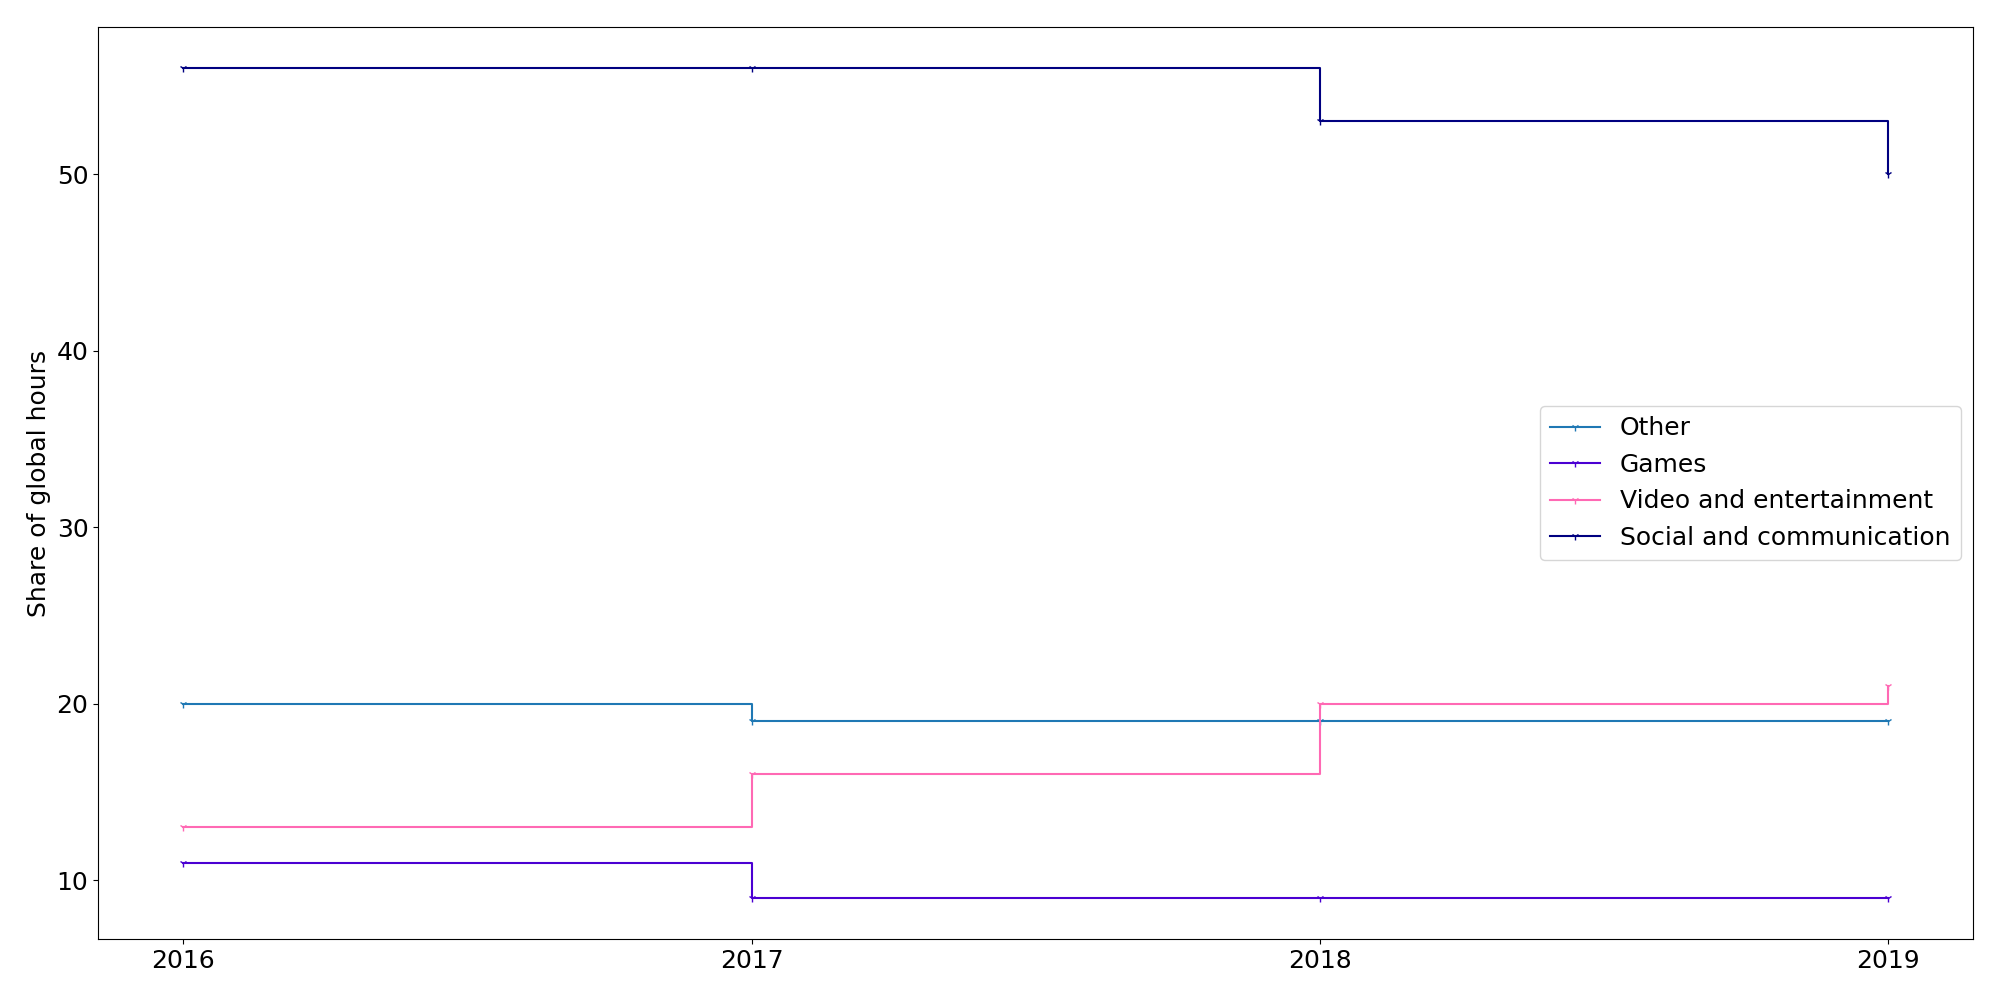 Share of global hours
50
40
30
20
10
2016 2017 2018 2019
Other
Games
Video and entertainment
Social and communication